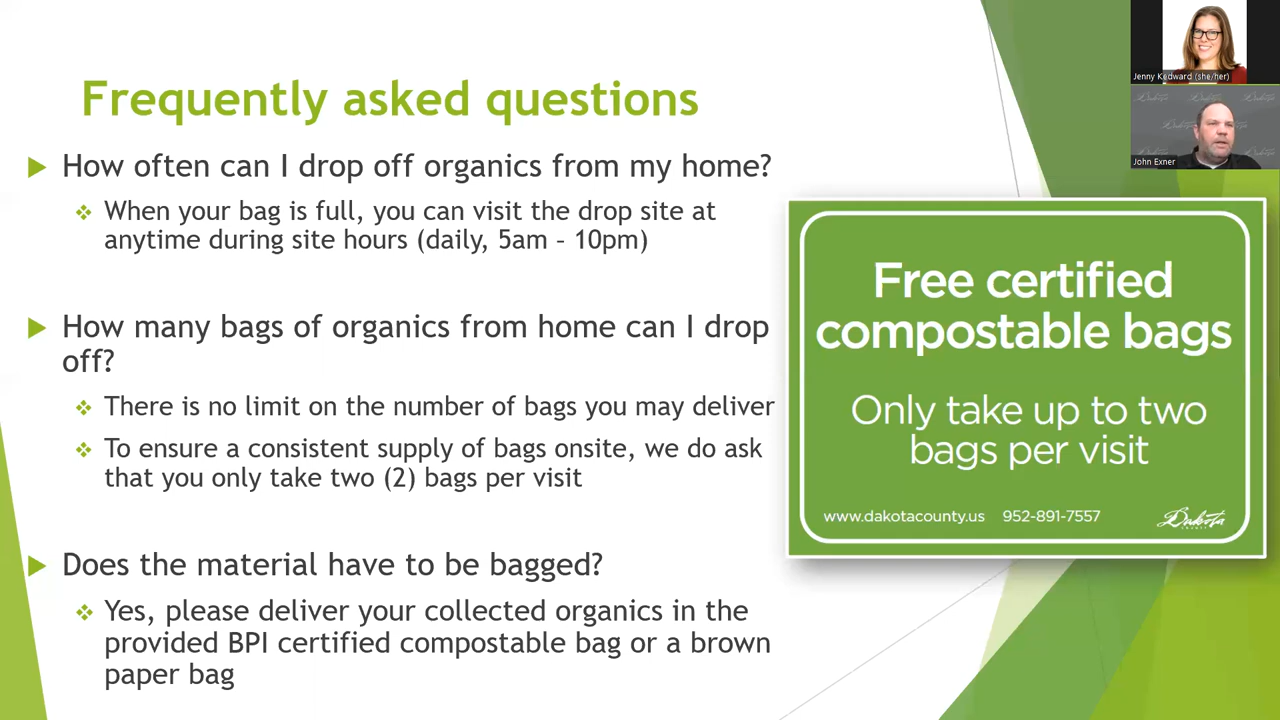 Frequently asked questions
How often can I drop off organics from my home?
When your bag is full, you can visit the drop site at
anytime during site hours (daily, 5am – 10pm)
How many bags of organics from home can I drop
off?
There is no limit on the number of bags you may deliver
To ensure a consistent supply of bags onsite, we do ask
that you only take two (2) bags per visit
Does the material have to be bagged?
Yes, please deliver your collected organics in the
provided BPI certified compostable bag or a brown
paper bag
Free certified
compostable bags
Only take up to two
bags per visit
www.dakotacounty.us 952-891-7557
Dakota
COUNTY
Jenny Kedward (she/her)
John Exner
Dakota